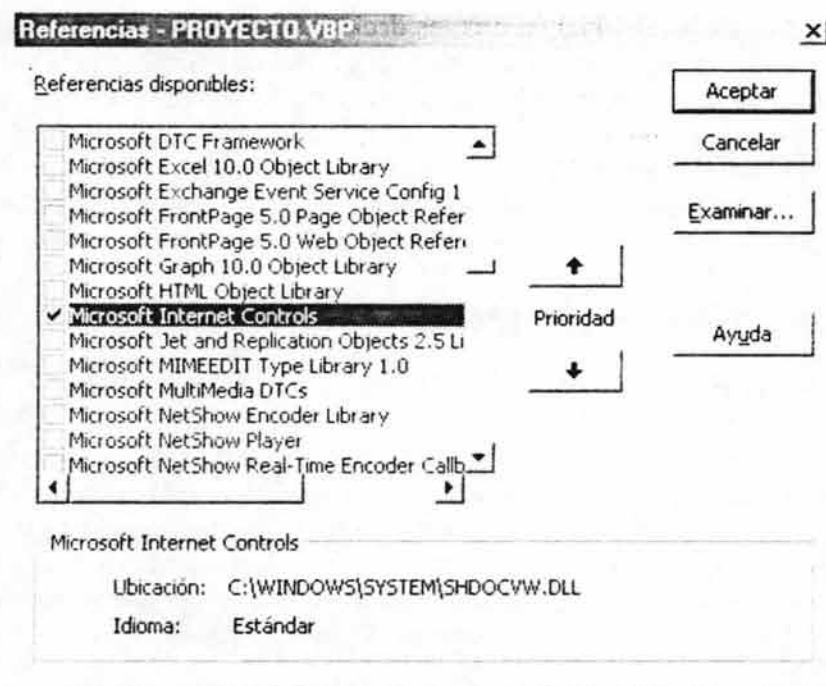 Referencias - PROYECTO.VBP
Referencias disponibles:
Microsoft DTC Framework
Microsoft Excel 10.0 Object Library
Microsoft Exchange Event Service Config 1
Microsoft FrontPage 5.0 Page Object Refer
Microsoft FrontPage 5.0 Web Object Refer
Microsoft Graph 10.0 Object Library
Microsoft HTML Object Library
Microsoft Internet Controls
Microsoft Jet and Replication Objects 2.5 Li
Microsoft MIMEEDIT Type Library 1.0
Microsoft MultiMedia DTCs
Microsoft NetShow Encoder Library
Microsoft NetShow Player
Microsoft NetShow Real-Time Encoder Callb
Prioridad
Aceptar
Cancelar
Examinar...
Ayuda
Microsoft Internet Controls
Ubicación: C:\WINDOWS\SYSTEM\SHDOCVW.DLL
Idioma: Estándar